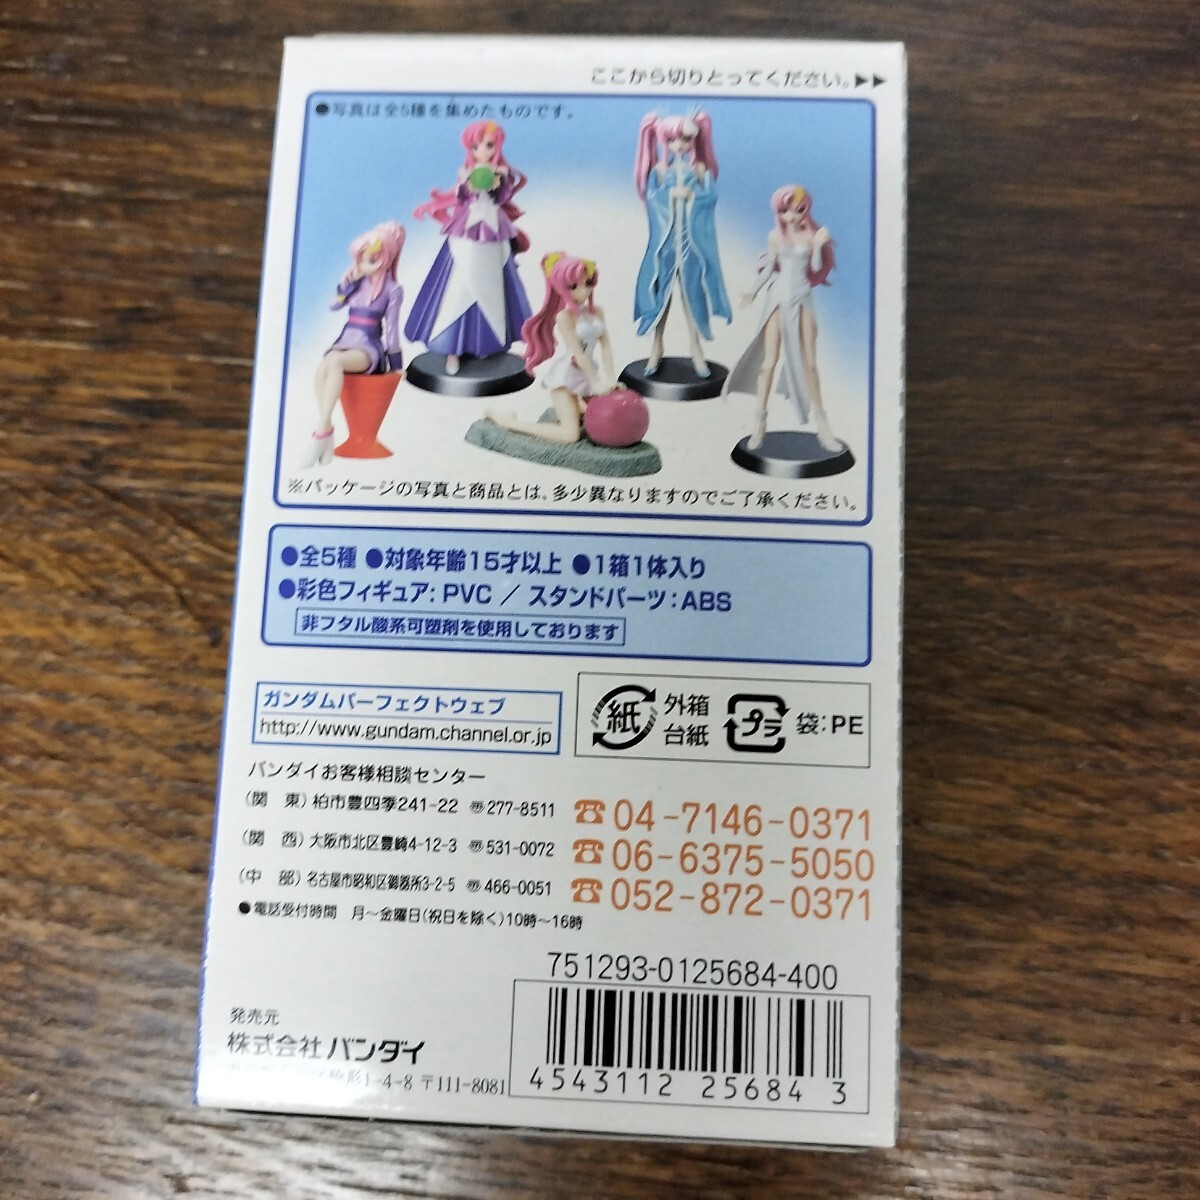 ここから切りとってください。▶▶
●写真は全5種を集めたものです。
※パッケージの写真と商品とは、多少異なりますのでご了承ください。
●全5種 ●対象年齢15才以上 ●1箱1体入り
●彩色フィギュア:PVC / スタンドパーツ:ABS
非フタル酸系可塑剤を使用しております
ガンダムパーフェクトウェブ
http://www.gundam.channel.or.jp
紙 外箱 台紙
プラ 袋:PE
バンダイお客様相談センター
(関 東)柏市豊四季241-22 〒277-8511 ☎04-7146-0371
(関 西)大阪市北区豊崎4-12-3 〒531-0072 ☎06-6375-5050
(中 部)名古屋市昭和区御器所3-2-5 〒466-0051 ☎052-872-0371
●電話受付時間 月~金曜日(祝日を除く)10時~16時
751293-0125684-400
発売元
株式会社バンダイ
1-4-8 〒111-8081
4543112 25684 3